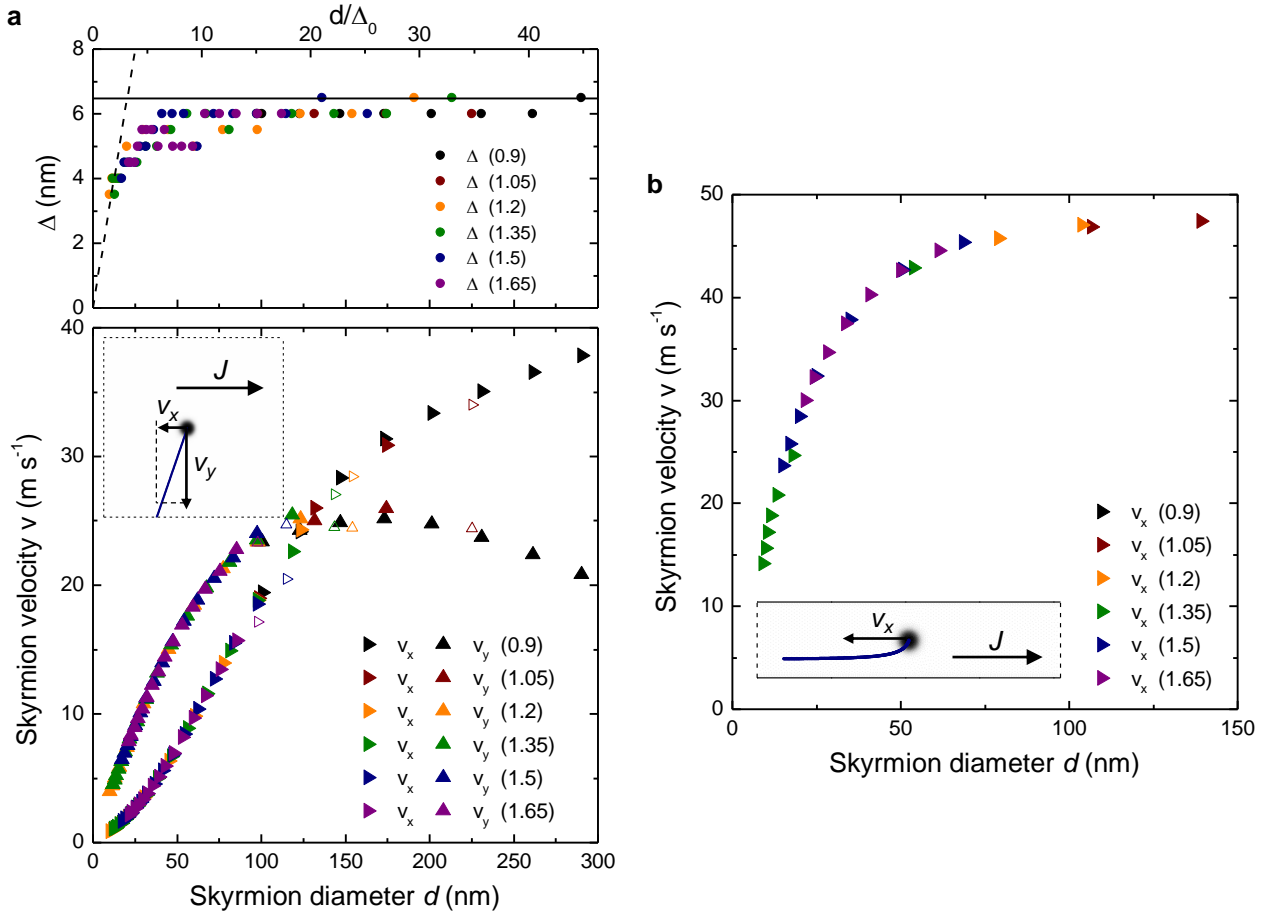 a
d/Δ0
0 10 20 30 40
8
6
4
2
0
Δ (nm)
Δ (0.9)
Δ (1.05)
Δ (1.2)
Δ (1.35)
Δ (1.5)
Δ (1.65)
40
30
20
10
0
Skyrmion velocity v (m s-1)
J
vx
vy
vx vy (0.9)
vx vy (1.05)
vx vy (1.2)
vx vy (1.35)
vx vy (1.5)
vx vy (1.65)
0 50 100 150 200 250 300
Skyrmion diameter d (nm)
b
50
40
30
20
10
0
Skyrmion velocity v (m s-1)
vx (0.9)
vx (1.05)
vx (1.2)
vx (1.35)
vx (1.5)
vx (1.65)
vx
J
0 50 100 150
Skyrmion diameter d (nm)